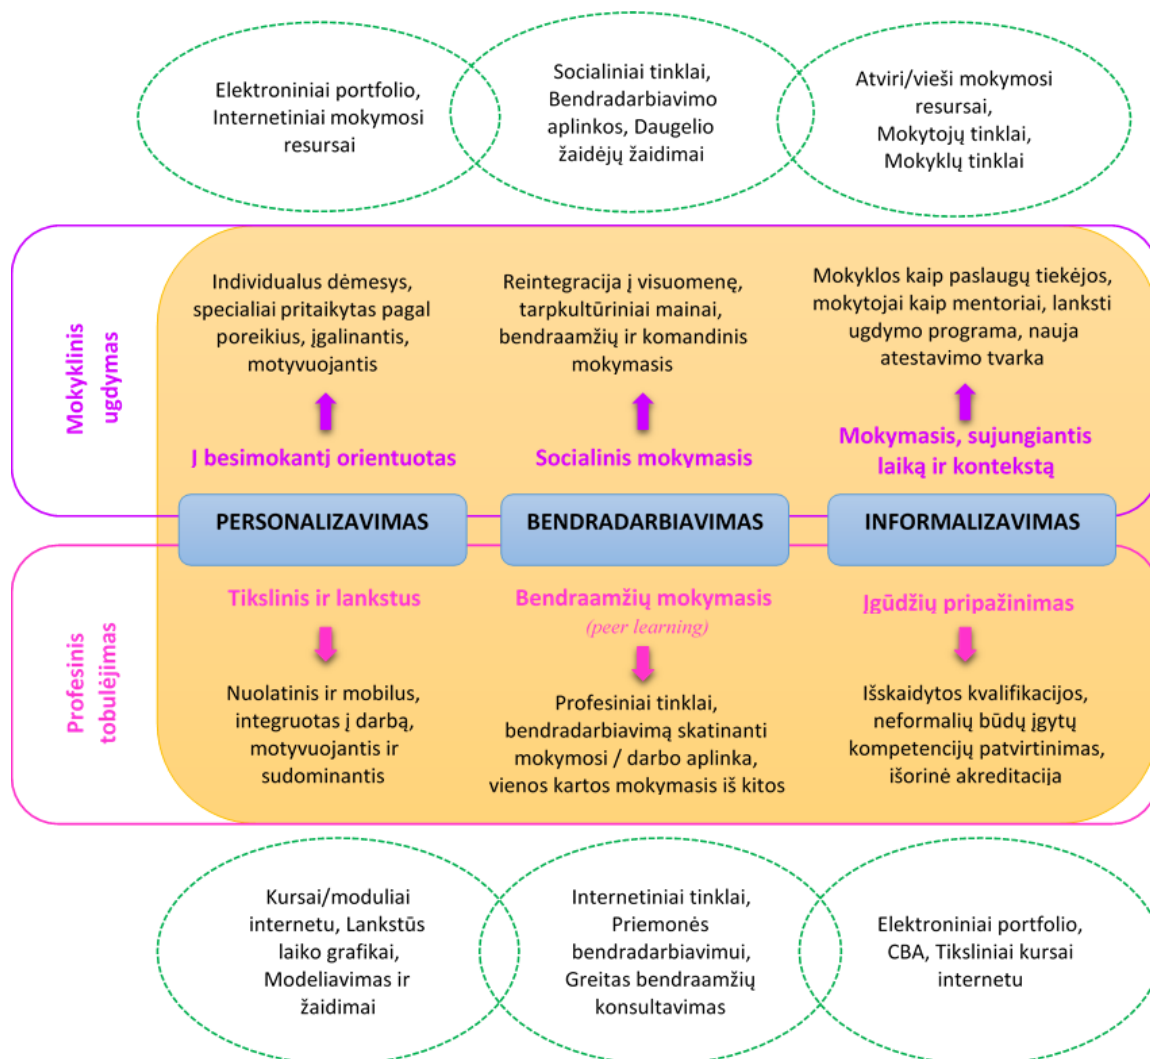 Elektroniniai portfolio,
Internetiniai mokymosi
resursai
Socialiniai tinklai,
Bendradarbiavimo
aplinkos, Daugelio
žaidėjų žaidimai
Atviri/vieši mokymosi
resursai,
Mokytojų tinklai,
Mokyklų tinklai
Mokyklinis
ugdymas
Individualus dėmesys,
specialiai pritaikytas pagal
poreikius, įgalinantis,
motyvuojantis
Reintegracija į visuomenę,
tarpkultūriniai mainai,
bendraamžių ir komandinis
mokymasis
Mokyklos kaip paslaugų tiekėjos,
mokytojai kaip mentoriai, lanksti
ugdymo programa, nauja
atestavimo tvarka
Į besimokantį orientuotas
Socialinis mokymasis
Mokymasis, sujungiantis
laiką ir kontekstą
PERSONALIZAVIMAS
BENDRADARBIAVIMAS
INFORMALIZAVIMAS
Profesinis
tobulėjimas
Tikslinis ir lankstus
Bendraamžių mokymasis
(peer learning)
Įgūdžių pripažinimas
Nuolatinis ir mobilus,
integruotas į darbą,
motyvuojantis ir
sudominantis
Profesiniai tinklai,
bendradarbiavimą skatinanti
mokymosi / darbo aplinka,
vienos kartos mokymasis iš kitos
Išskaidytos kvalifikacijos,
neformalių būdų įgytų
kompetencijų patvirtinimas,
išorinė akreditacija
Kursai/moduliai
internetu, Lankstūs
laiko grafikai,
Modeliavimas ir
žaidimai
Internetiniai tinklai,
Priemonės
bendradarbiavimui,
Greitas bendraamžių
konsultavimas
Elektroniniai portfolio,
CBA, Tiksliniai kursai
internetu